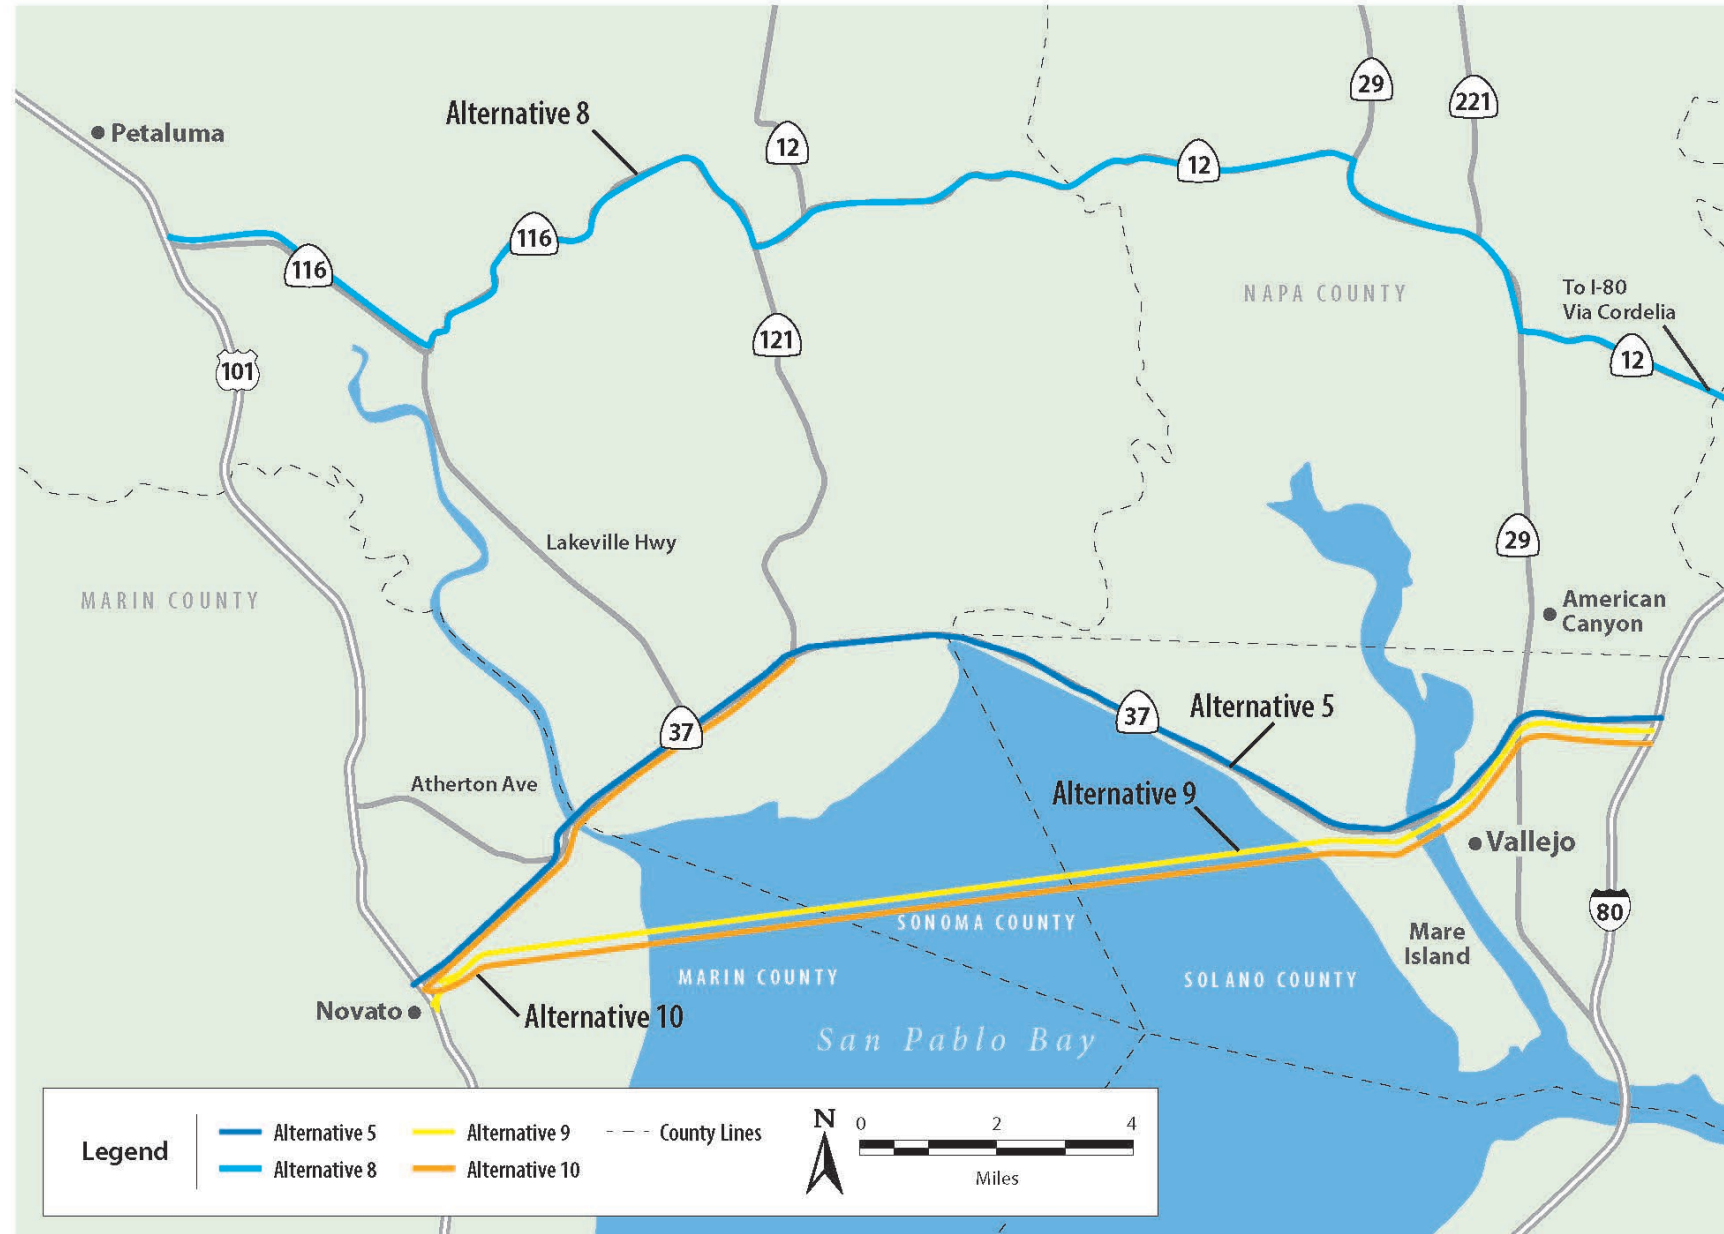 Petaluma
Alternative 8
12
29
221
12
116
116
NAPA COUNTY
To I-80
Via Cordelia
12
121
101
Lakeville Hwy
29
MARIN COUNTY
American
Canyon
37
37
Alternative 5
Atherton Ave
Alternative 9
Vallejo
80
SONOMA COUNTY
Mare
Island
MARIN COUNTY
SOLANO COUNTY
Novato
Alternative 10
San Pablo Bay
Legend
Alternative 5
Alternative 9
County Lines
Alternative 8
Alternative 10
N
0 2 4
Miles